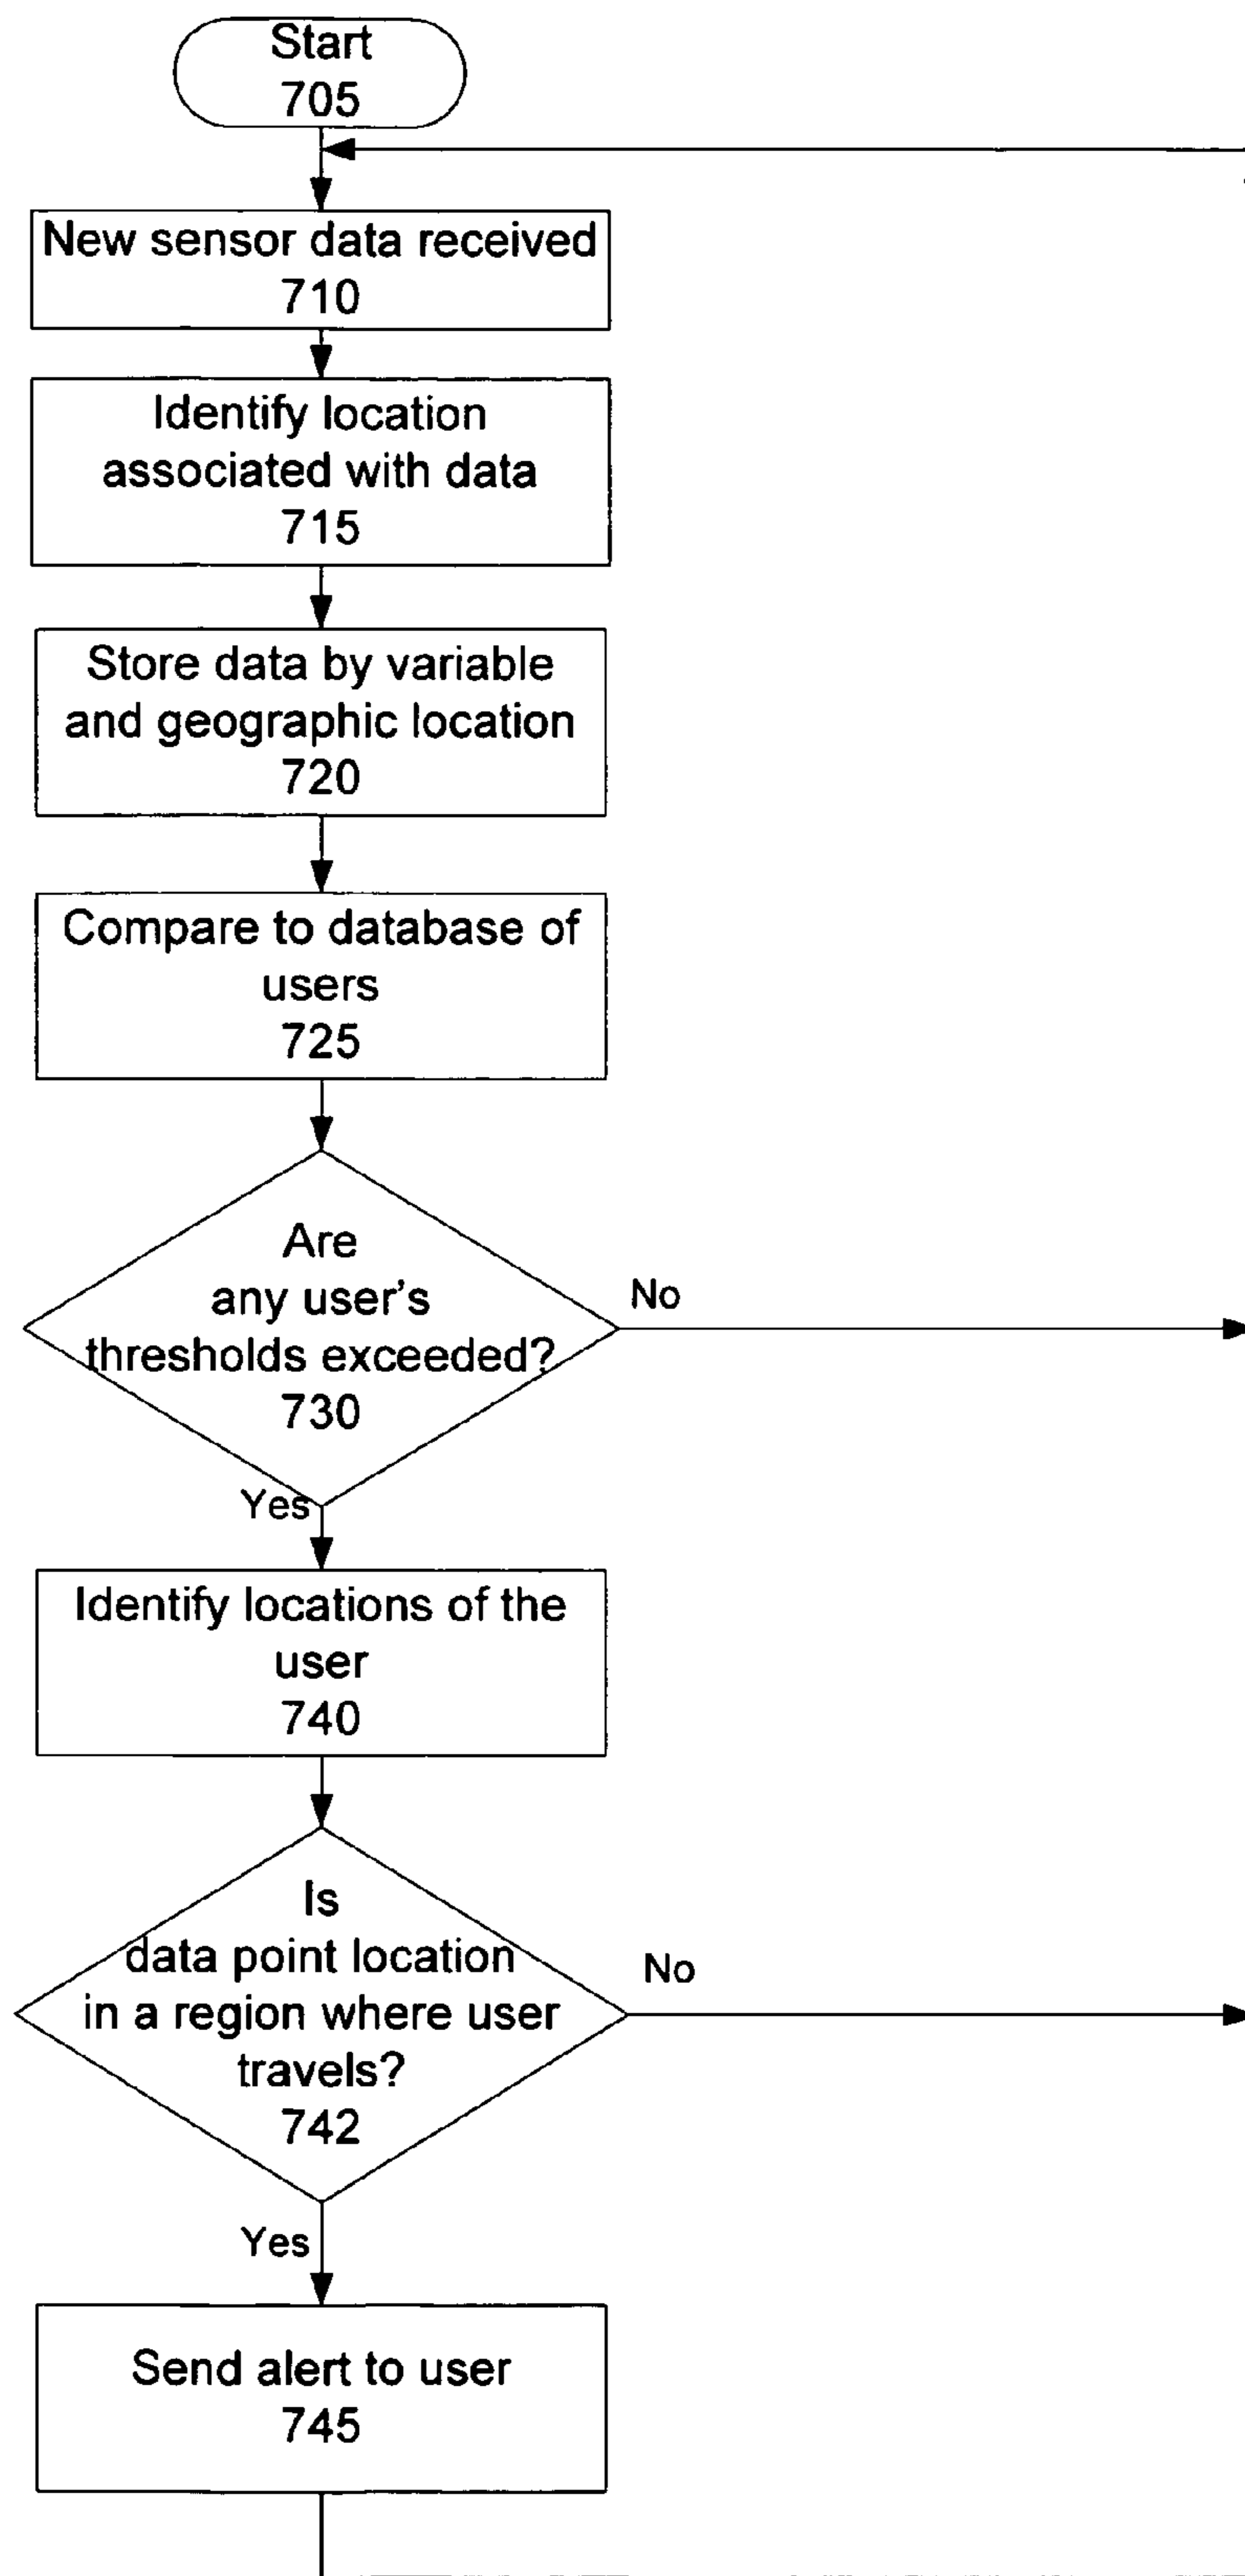 Start
705
New sensor data received
710
Identify location
associated with data
715
Store data by variable
and geographic location
720
Compare to database of
users
725
Are
any user's
thresholds exceeded?
730
No
Yes
Identify locations of the
user
740
Is
data point location
in a region where user
travels?
742
No
Yes
Send alert to user
745